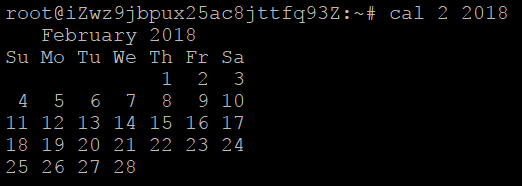 root@iZwz9jbpux25ac8jttfq93Z:~# cal 2 2018
   February 2018
Su Mo Tu We Th Fr Sa
             1  2  3
 4  5  6  7  8  9 10
11 12 13 14 15 16 17
18 19 20 21 22 23 24
25 26 27 28